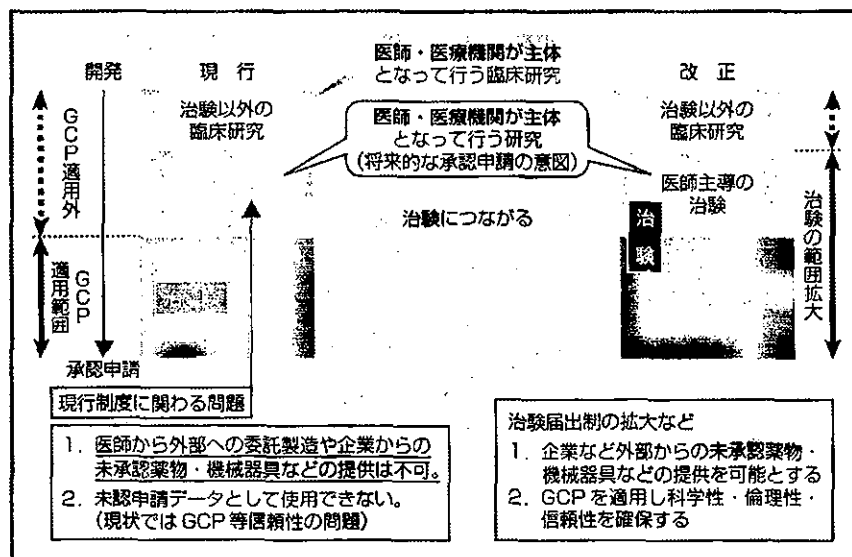 開発
現 行
医師・医療機関が主体
となって行う臨床研究
改 正
GCP適用外
治験以外の
臨床研究
医師・医療機関が主体
となって行う研究
(将来的な承認申請の意図)
治験以外の
臨床研究
医師主導の
治験
治験につながる
治験
治験の範囲拡大
GCP
適用範囲
承認申請
現行制度に関わる問題
1. 医師から外部への委託製造や企業からの
未承認薬物・機械器具などの提供は不可。
2. 未認申請データとして使用できない。
(現状ではGCP等信頼性の問題)
治験届出制の拡大など
1. 企業など外部からの未承認薬物・
機械器具などの提供を可能とする
2. GCPを適用し科学性・倫理性・
信頼性を確保する